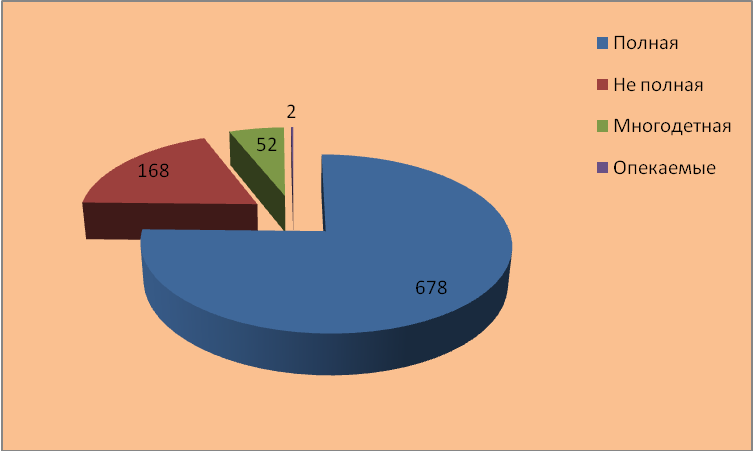 Полная
Не полная
Многодетная
Опекаемые
2
52
168
678